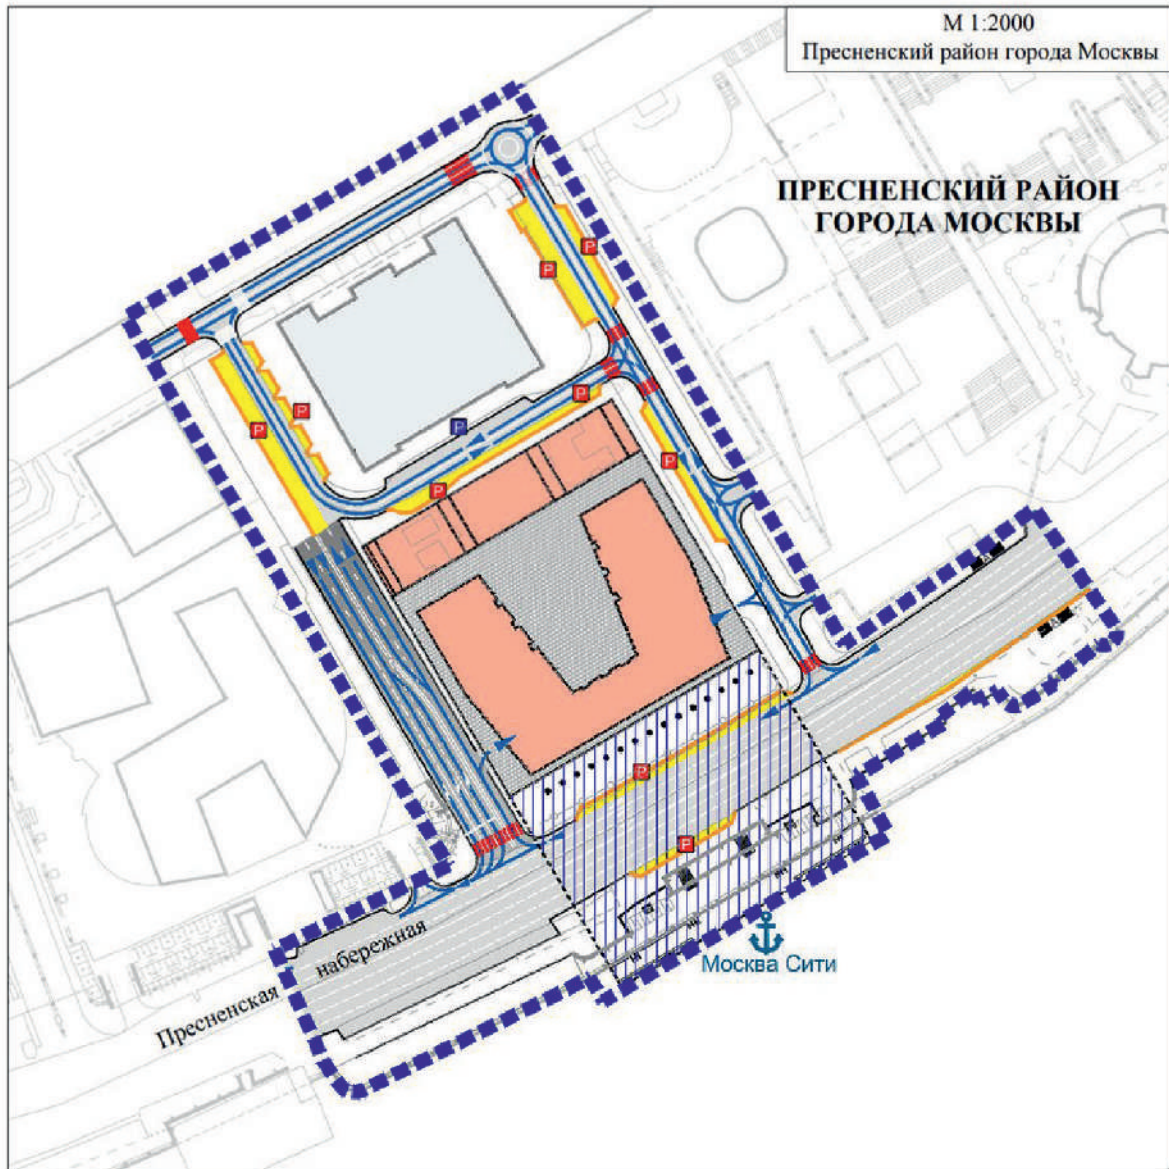 М 1:2000
Пресненский район города Москвы
ПРЕСНЕНСКИЙ РАЙОН
ГОРОДА МОСКВЫ
P
P
P
P
P
P
P
P
P
P
Пресненская набережная
Москва Сити